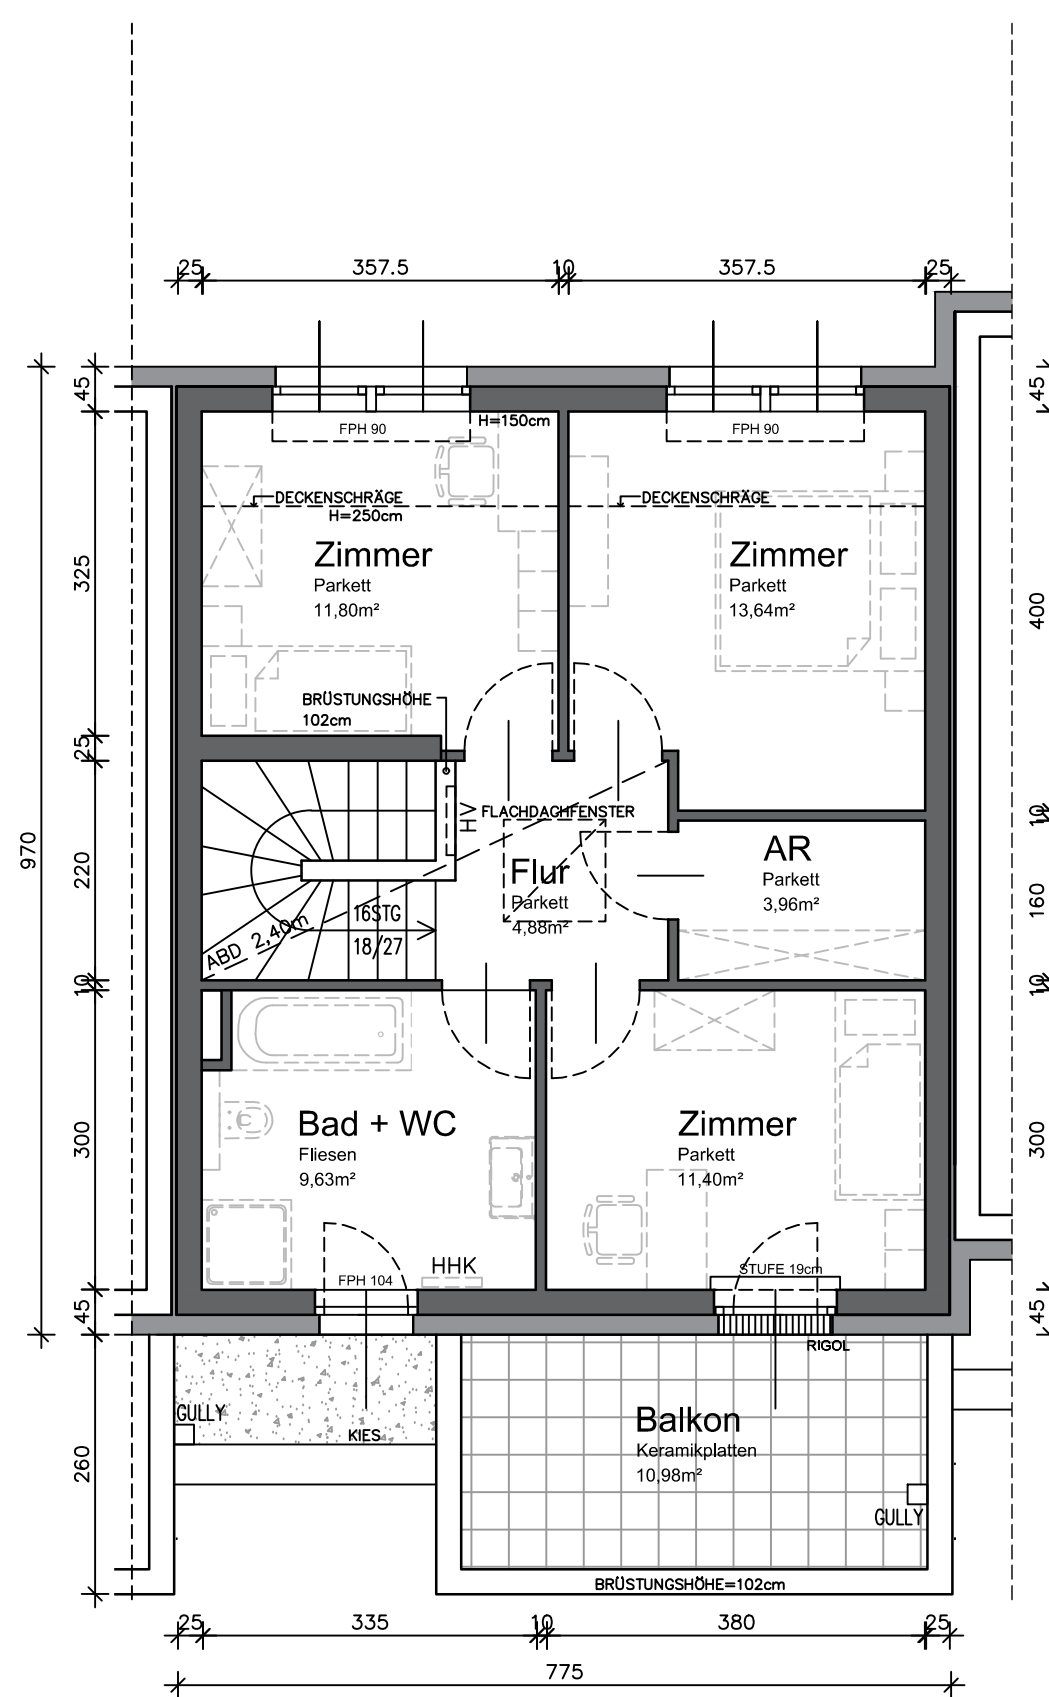 25
357.5
10
357.5
25
45
325
25
220
10
300
45
260
970
45
400
10
160
10
300
45
FPH 90
H=150cm
FPH 90
DECKENSCHRÄGE
H=250cm
DECKENSCHRÄGE
Zimmer
Parkett
11,80m²
Zimmer
Parkett
13,64m²
BRÜSTUNGSHÖHE
102cm
HV
FLACHDACHFENSTER
Flur
Parkett
4,88m²
AR
Parkett
3,96m²
16STG
18/27
ABD 2,40m
Bad + WC
Fliesen
9,63m²
Zimmer
Parkett
11,40m²
HHK
FPH 104
STUFE 19cm
RIGOL
GULLY
KIES
Balkon
Keramikplatten
10,98m²
GULLY
BRÜSTUNGSHÖHE=102cm
25
335
10
380
25
775